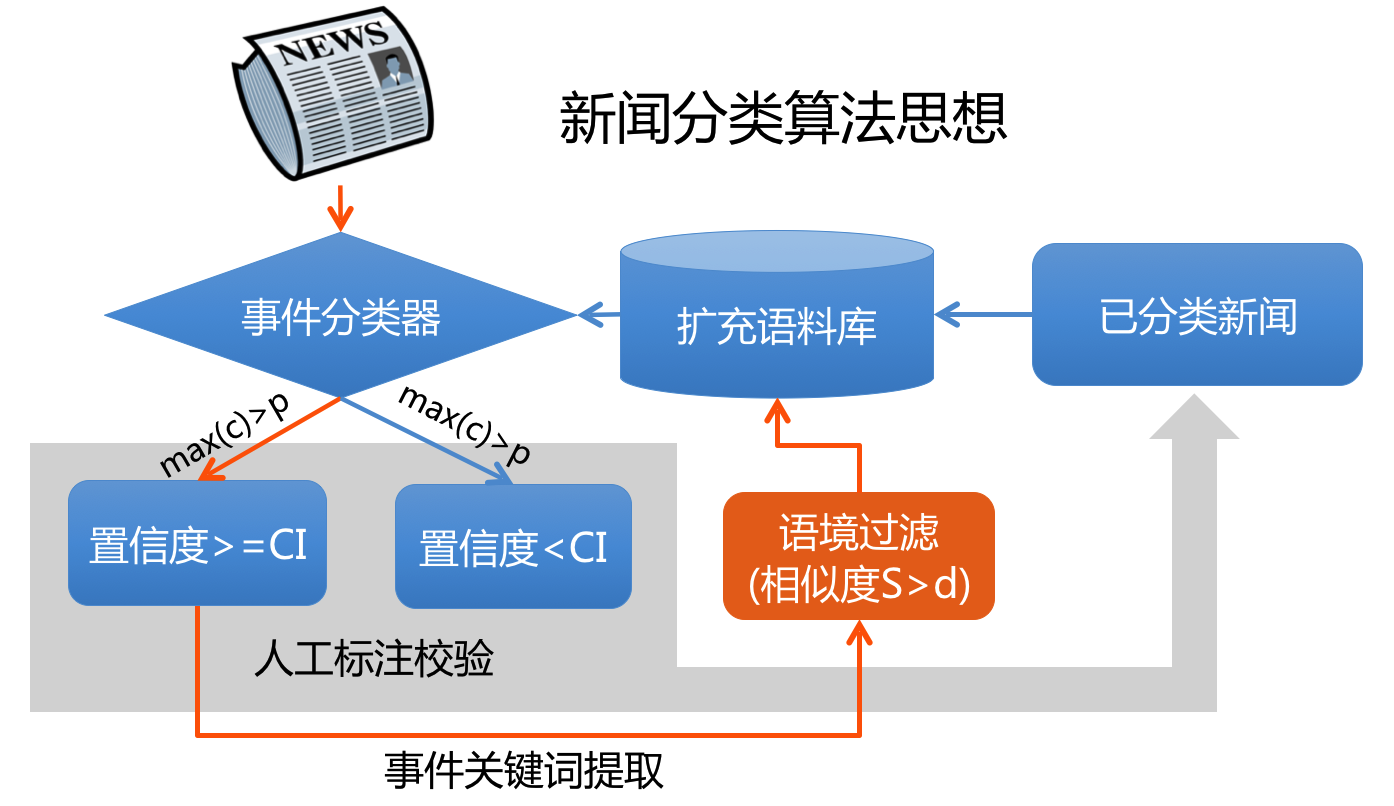 NEWS
新闻分类算法思想
事件分类器
扩充语料库
已分类新闻
max(c)>p
max(c)>p
置信度>=CI
置信度<CI
语境过滤
(相似度S>d)
人工标注校验
事件关键词提取